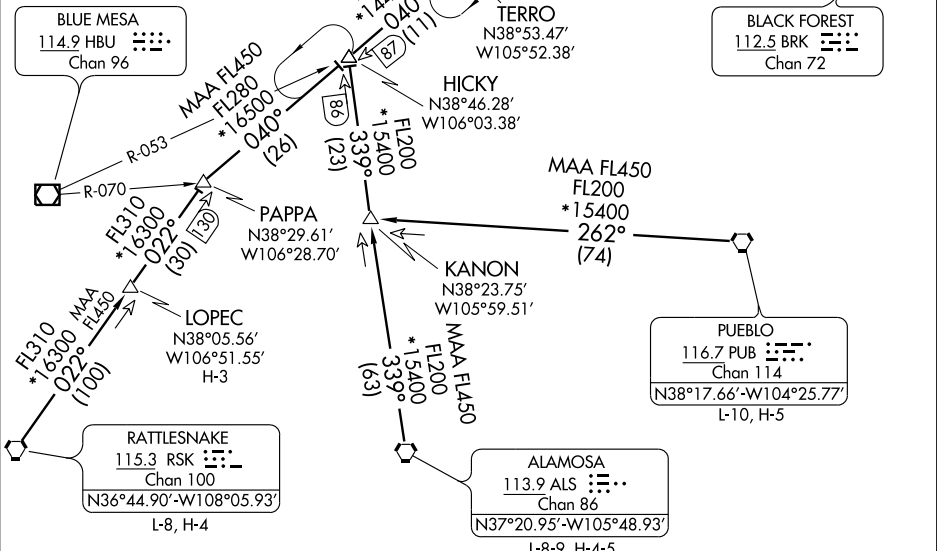 BLUE MESA
114.9 HBU
Chan 96
*14
040°
(11)
87
TERRO
N38°53.47'
W105°52.38'
BLACK FOREST
112.5 BRK
Chan 72
MAA FL450
FL280
*16500
040°
(26)
HICKY
N38°46.28'
W106°03.38'
86
FL200
*15400
339°
(23)
R-053
R-070
PAPPA
N38°29.61'
W106°28.70'
130
FL310
*16300
022°
(30)
MAA FL450
FL200
*15400
262°
(74)
KANON
N38°23.75'
W105°59.51'
LOPEC
N38°05.56'
W106°51.55'
H-3
MAA
FL450
FL310
*16300
022°
(100)
MAA FL450
FL200
*15400
339°
(63)
PUEBLO
116.7 PUB
Chan 114
N38°17.66'-W104°25.77'
L-10, H-5
RATTLESNAKE
115.3 RSK
Chan 100
N36°44.90'-W108°05.93'
L-8, H-4
ALAMOSA
113.9 ALS
Chan 86
N37°20.95'-W105°48.93'
L-8-9, H-4-5